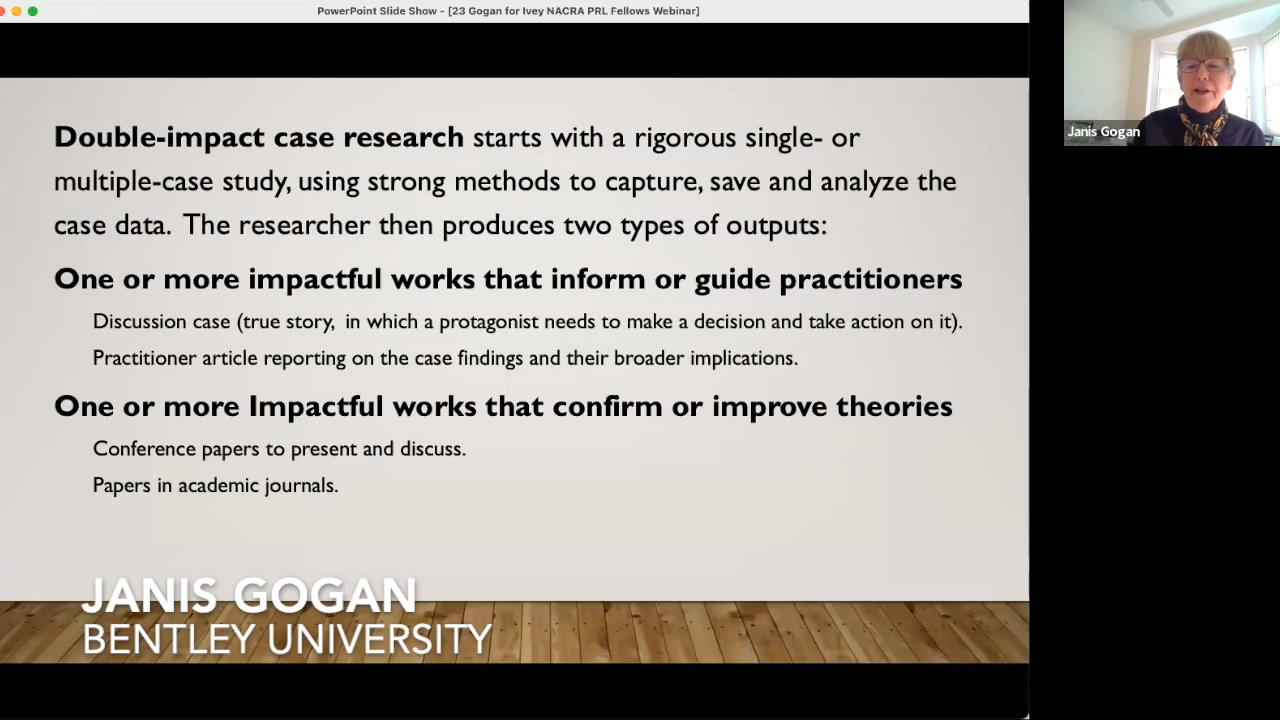 PowerPoint Slide Show - [23 Gogan for Ivey NACRA PRL Fellows Webinar]
Janis Gogan
Double-impact case research starts with a rigorous single- or
multiple-case study, using strong methods to capture, save and analyze the
case data. The researcher then produces two types of outputs:
One or more impactful works that inform or guide practitioners
Discussion case (true story, in which a protagonist needs to make a decision and take action on it).
Practitioner article reporting on the case findings and their broader implications.
One or more Impactful works that confirm or improve theories
Conference papers to present and discuss.
Papers in academic journals.
JANIS GOGAN
BENTLEY UNIVERSITY